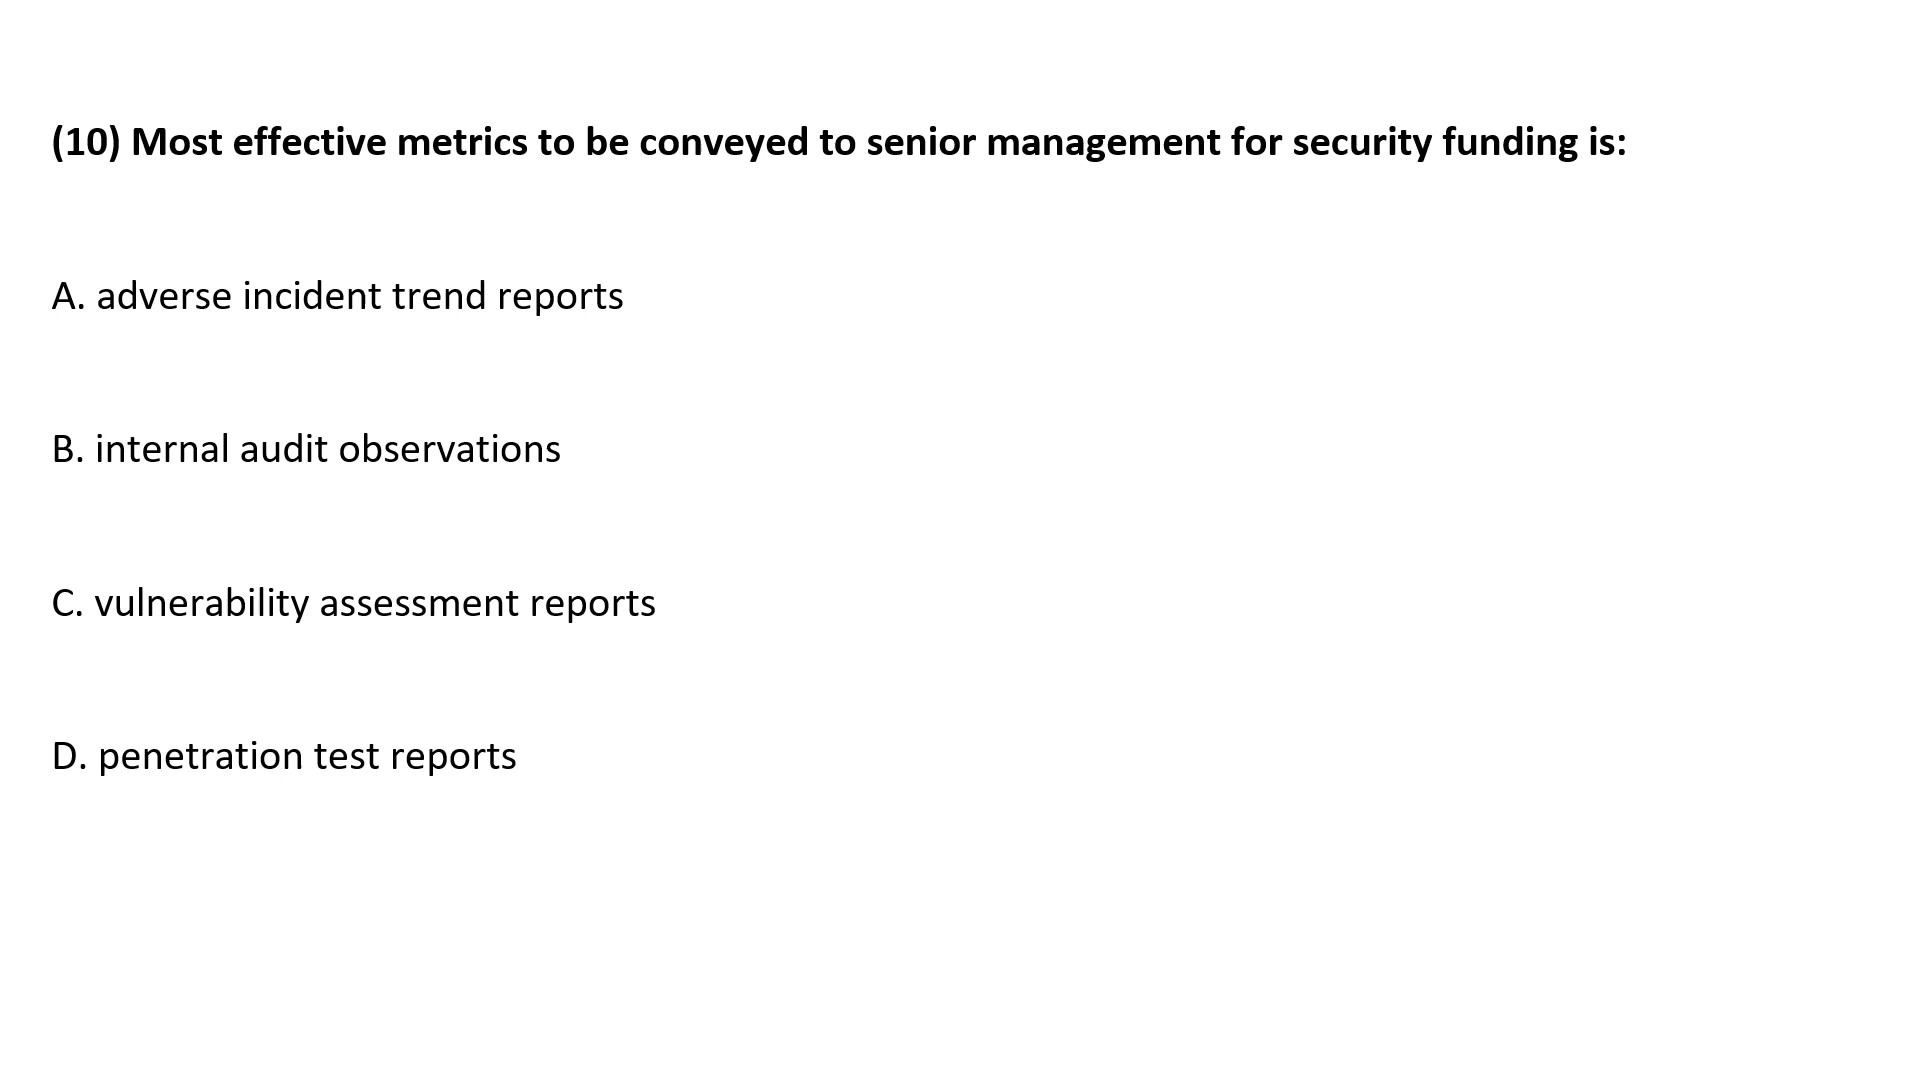 (10) Most effective metrics to be conveyed to senior management for security funding is:
A. adverse incident trend reports
B. internal audit observations
C. vulnerability assessment reports
D. penetration test reports